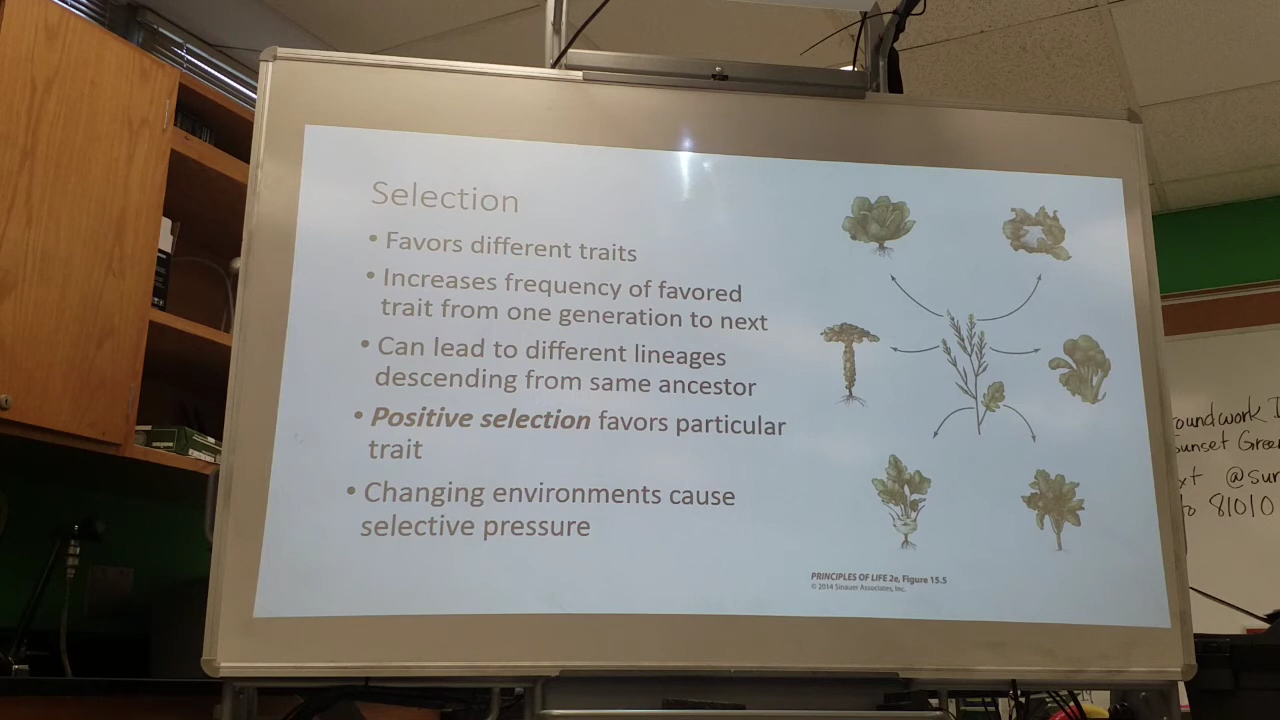 Selection
• Favors different traits
• Increases frequency of favored
trait from one generation to next
• Can lead to different lineages
descending from same ancestor
• Positive selection favors particular
trait
• Changing environments cause
selective pressure
PRINCIPLES OF LIFE 2e, Figure 15.5
© 2014 Sinauer Associates, Inc.
oundwork
unset Gree
xt @sun
to 81010